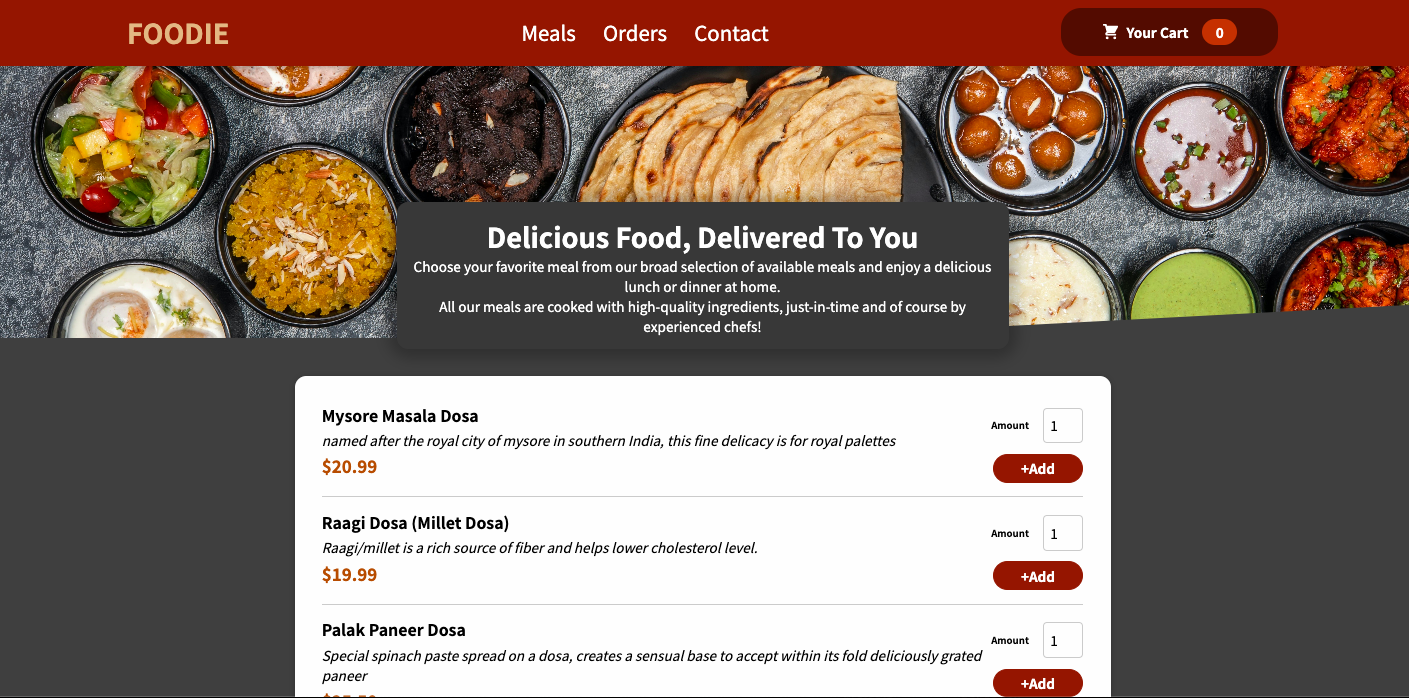 FOODIE
Meals Orders Contact
Your Cart 0
Delicious Food, Delivered To You
Choose your favorite meal from our broad selection of available meals and enjoy a delicious
lunch or dinner at home.
All our meals are cooked with high-quality ingredients, just-in-time and of course by
experienced chefs!
Mysore Masala Dosa
named after the royal city of mysore in southern India, this fine delicacy is for royal palettes
$20.99
Amount 1
+Add
Raagi Dosa (Millet Dosa)
Raagi/millet is a rich source of fiber and helps lower cholesterol level.
$19.99
Amount 1
+Add
Palak Paneer Dosa
Special spinach paste spread on a dosa, creates a sensual base to accept within its fold deliciously grated
paneer
Amount 1
+Add